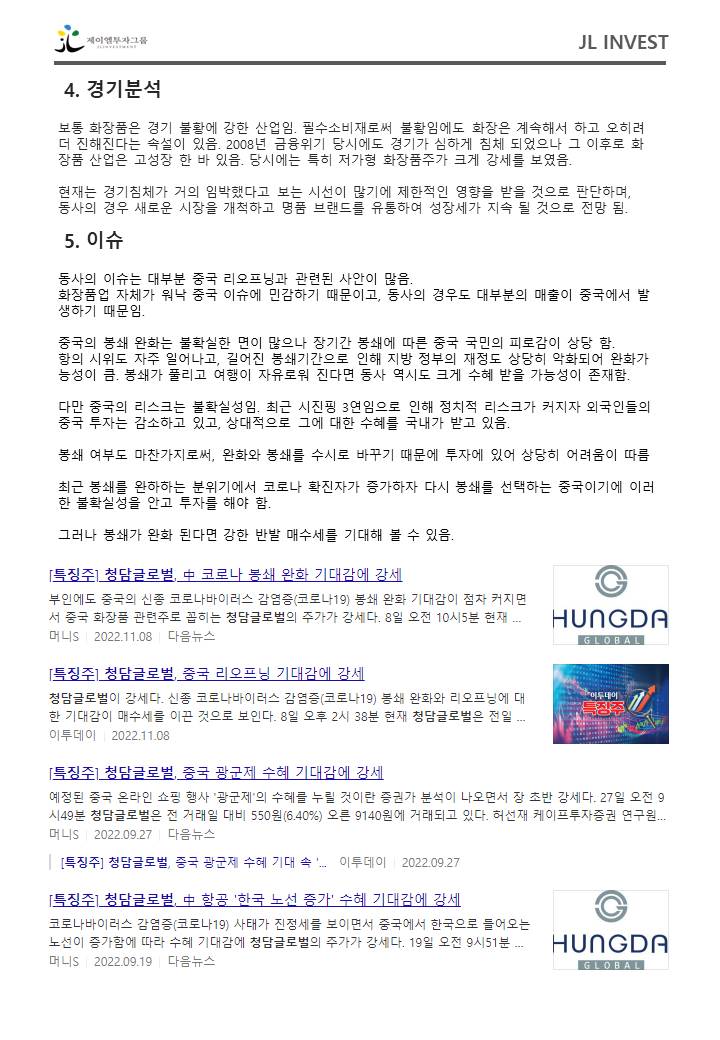 제이엘투자그룹
JLINVESTMENT
JL INVEST
4. 경기분석
보통 화장품은 경기 불황에 강한 산업임. 필수소비재로써 불황임에도 화장은 계속해서 하고 오히려
더 진해진다는 속설이 있음. 2008년 금융위기 당시에도 경기가 심하게 침체 되었으나 그 이후로 화
장품 산업은 고성장 한 바 있음. 당시에는 특히 저가형 화장품주가 크게 강세를 보였음.
현재는 경기침체가 거의 임박했다고 보는 시선이 많기에 제한적인 영향을 받을 것으로 판단하며,
동사의 경우 새로운 시장을 개척하고 명품 브랜드를 유통하여 성장세가 지속 될 것으로 전망 됨.
5. 이슈
동사의 이슈는 대부분 중국 리오프닝과 관련된 사안이 많음.
화장품업 자체가 워낙 중국 이슈에 민감하기 때문이고, 동사의 경우도 대부분의 매출이 중국에서 발
생하기 때문임.
중국의 봉쇄 완화는 불확실한 면이 많으나 장기간 봉쇄에 따른 중국 국민의 피로감이 상당 함.
항의 시위도 자주 일어나고, 길어진 봉쇄기간으로 인해 지방 정부의 재정도 상당히 악화되어 완화가
능성이 큼. 봉쇄가 풀리고 여행이 자유로워 진다면 동사 역시도 크게 수혜 받을 가능성이 존재함.
다만 중국의 리스크는 불확실성임. 최근 시진핑 3연임으로 인해 정치적 리스크가 커지자 외국인들의
중국 투자는 감소하고 있고, 상대적으로 그에 대한 수혜를 국내가 받고 있음.
봉쇄 여부도 마찬가지로써, 완화와 봉쇄를 수시로 바꾸기 때문에 투자에 있어 상당히 어려움이 따름
최근 봉쇄를 완하하는 분위기에서 코로나 확진자가 증가하자 다시 봉쇄를 선택하는 중국이기에 이러
한 불확실성을 안고 투자를 해야 함.
그러나 봉쇄가 완화 된다면 강한 반발 매수세를 기대해 볼 수 있음.
[특징주] 청담글로벌, 中 코로나 봉쇄 완화 기대감에 강세
부인에도 중국의 신종 코로나바이러스 감염증(코로나19) 봉쇄 완화 기대감이 점차 커지면
서 중국 화장품 관련주로 꼽히는 청담글로벌의 주가가 강세다. 8일 오전 10시5분 현재 ...
머니S 2022.11.08 다음뉴스
HUNGDA
GLOBAL
[특징주] 청담글로벌, 중국 리오프닝 기대감에 강세
청담글로벌이 강세다. 신종 코로나바이러스 감염증(코로나19) 봉쇄 완화와 리오프닝에 대
한 기대감이 매수세를 이끈 것으로 보인다. 8일 오후 2시 38분 현재 청담글로벌은 전일 ...
이투데이 2022.11.08
이투데이
특징주
[특징주] 청담글로벌, 중국 광군제 수혜 기대감에 강세
예정된 중국 온라인 쇼핑 행사 '광군제'의 수혜를 누릴 것이란 증권가 분석이 나오면서 장 초반 강세다. 27일 오전 9
시49분 청담글로벌은 전 거래일 대비 550원(6.40%) 오른 9140원에 거래되고 있다. 허선재 케이프투자증권 연구원...
머니S 2022.09.27 다음뉴스
[특징주] 청담글로벌, 중국 광군제 수혜 기대 속 '... 이투데이 2022.09.27
[특징주] 청담글로벌, 中 항공 '한국 노선 증가' 수혜 기대감에 강세
코로나바이러스 감염증(코로나19) 사태가 진정세를 보이면서 중국에서 한국으로 들어오는
노선이 증가함에 따라 수혜 기대감에 청담글로벌의 주가가 강세다. 19일 오전 9시51분 ...
머니S 2022.09.19 다음뉴스
HUNGDA
GLOBAL